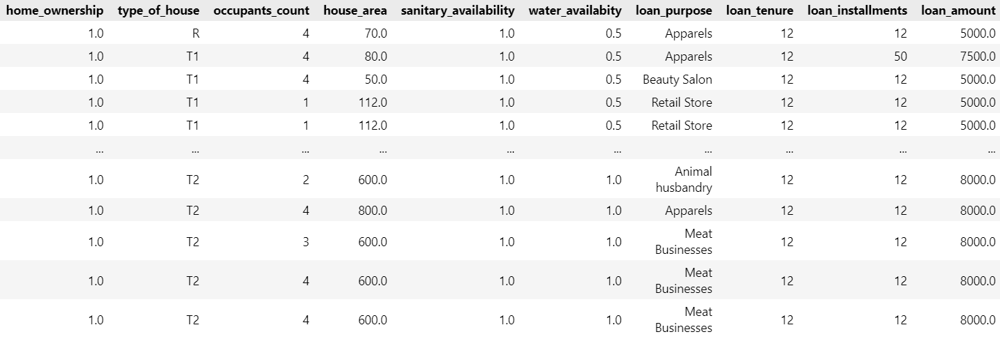 home_ownership type_of_house occupants_count house_area sanitary_availability water_availabity loan_purpose loan_tenure loan_installments loan_amount
1.0 R 4 70.0 1.0 0.5 Apparels 12 12 5000.0
1.0 T1 4 80.0 1.0 0.5 Apparels 12 50 7500.0
1.0 T1 4 50.0 1.0 0.5 Beauty Salon 12 12 5000.0
1.0 T1 1 112.0 1.0 0.5 Retail Store 12 12 5000.0
1.0 T1 1 112.0 1.0 0.5 Retail Store 12 12 5000.0
... ... ... ... ... ... ... ... ... ...
1.0 T2 2 600.0 1.0 1.0 Animal husbandry 12 12 8000.0
1.0 T2 4 800.0 1.0 1.0 Apparels 12 12 8000.0
1.0 T2 3 600.0 1.0 1.0 Meat Businesses 12 12 8000.0
1.0 T2 4 600.0 1.0 1.0 Meat Businesses 12 12 8000.0
1.0 T2 4 600.0 1.0 1.0 Meat Businesses 12 12 8000.0